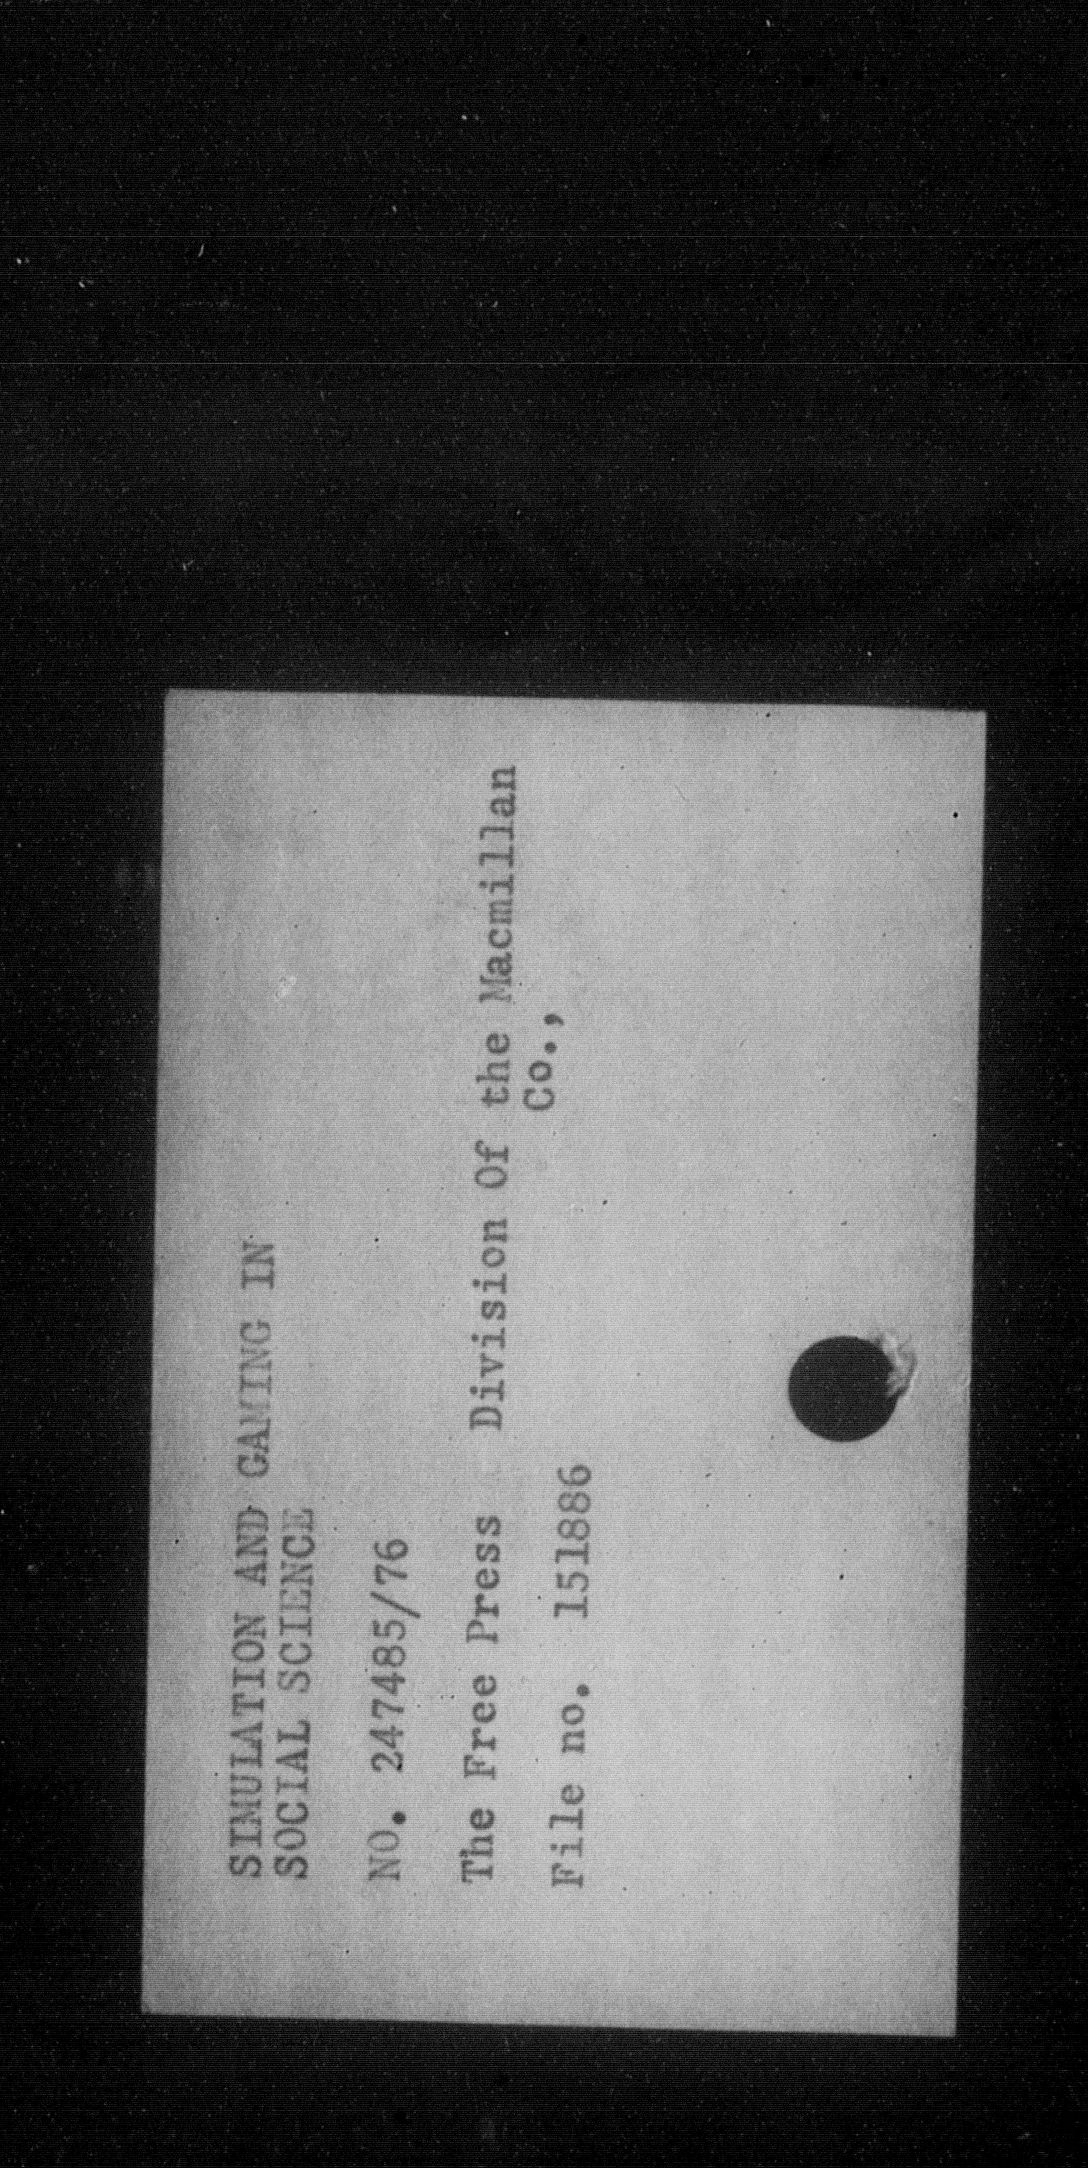 SIMULATION AND GAMING IN
SOCIAL SCIENCE
NO. 247485/76
The Free Press Division Of the Macmillan
Co.,
File no. 151886